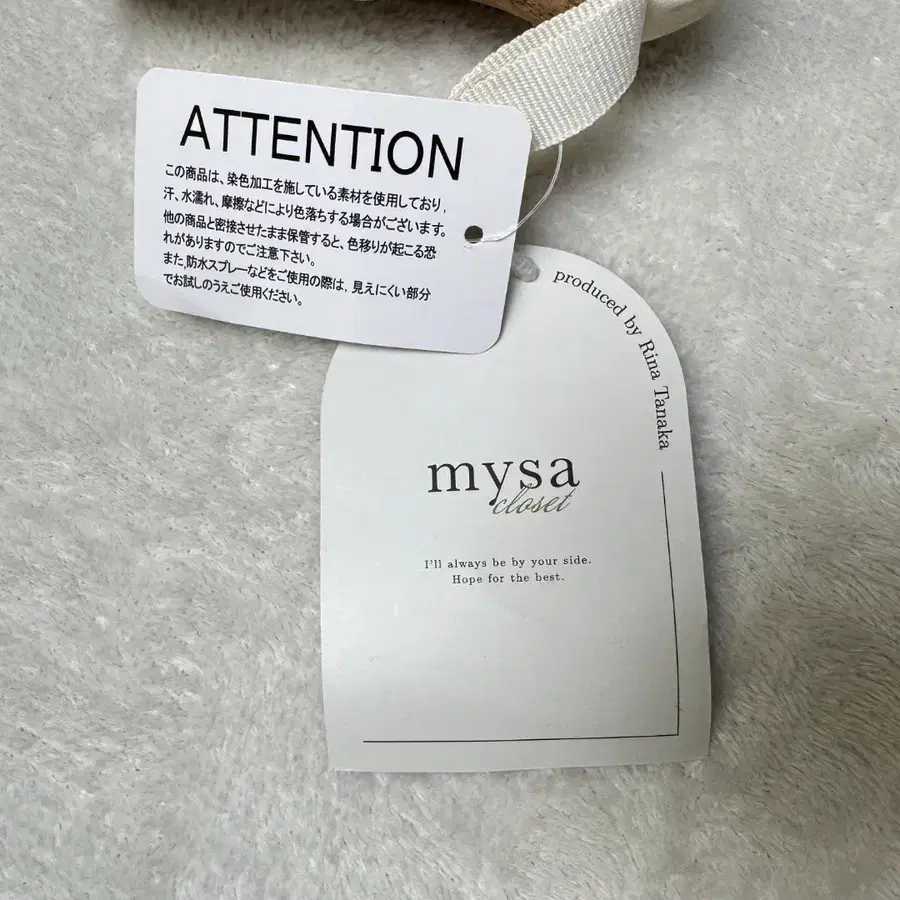 ATTENTION
この商品は、染色加工を施している素材を使用しており,
汗、水濡れ、摩擦などにより色落ちする場合がございます。
他の商品と密接させたまま保管すると、色移りが起こる恐
れがありますのでご注意下さい。
また,防水スプレーなどをご使用の際は, 見えにくい部分
でお試しのうえご使用ください。
produced by Rina Tanaka
mysa
closet
I'll always be by your side.
Hope for the best.